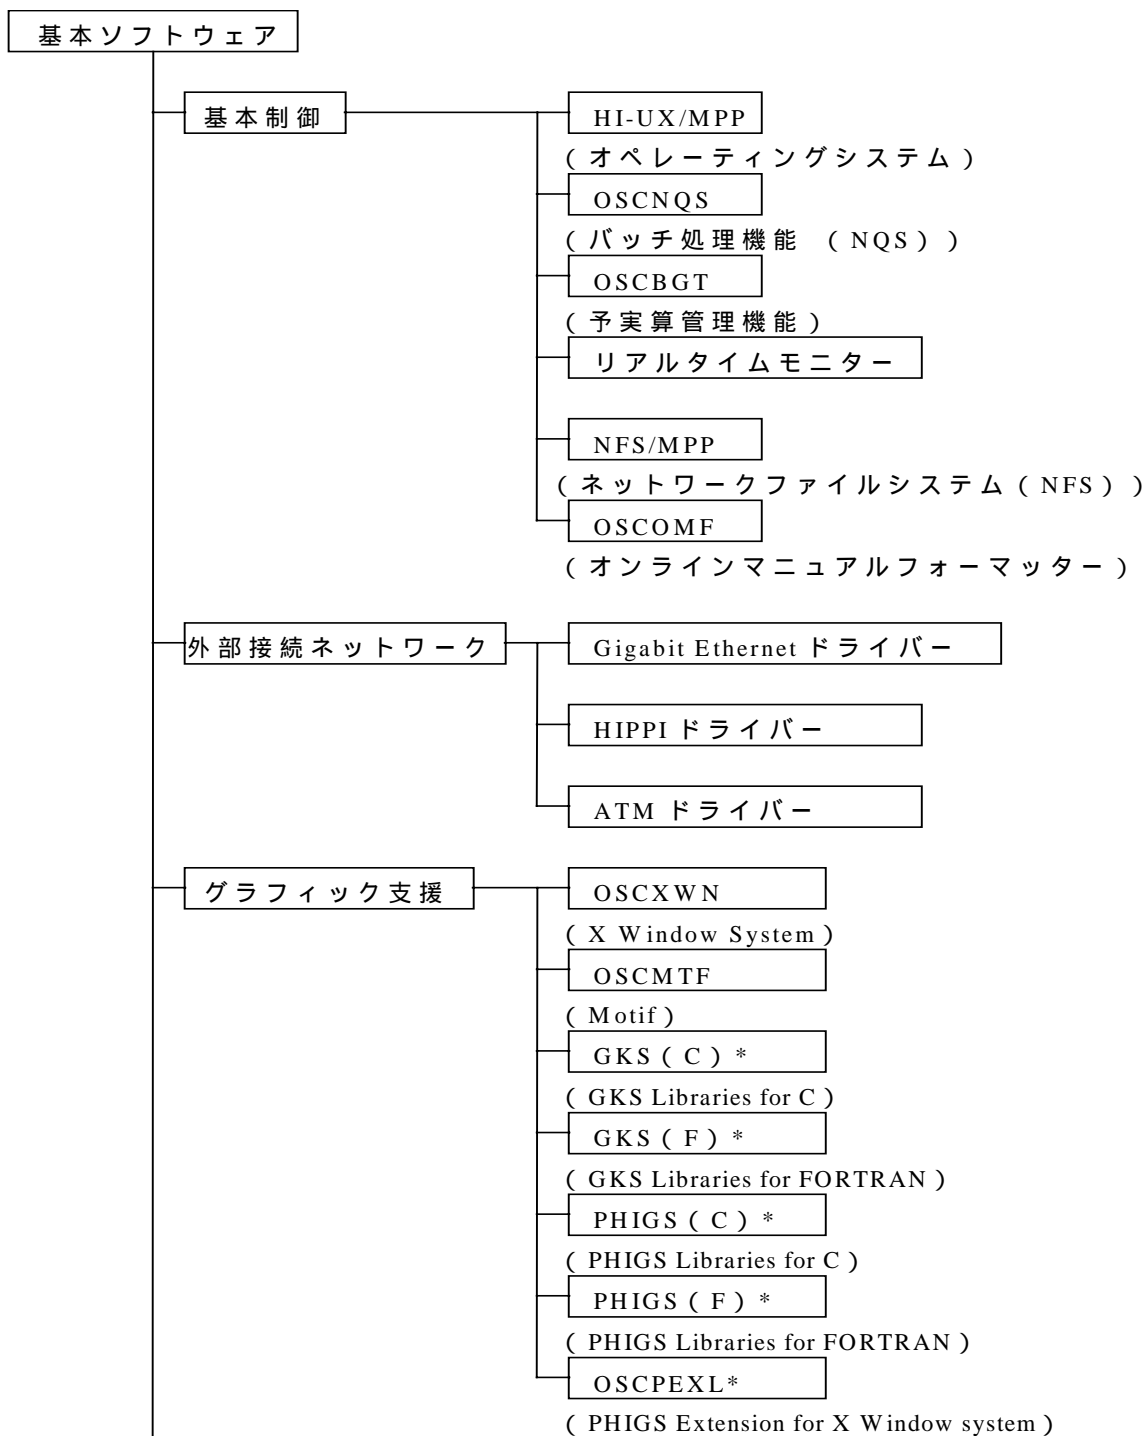 基本ソフトウェア
基本制御
HI-UX/MPP
(オペレーティングシステム)
OSCNQS
(バッチ処理機能 (NQS))
OSCBGT
(予実算管理機能)
リアルタイムモニター
NFS/MPP
(ネットワークファイルシステム(NFS))
OSCOMF
(オンラインマニュアルフォーマッター)
外部接続ネットワーク
Gigabit Ethernet ドライバー
HIPPI ドライバー
ATM ドライバー
グラフィック支援
OSCXWN
(X Window System)
OSCMTF
(Motif)
GKS(C)*
(GKS Libraries for C)
GKS(F)*
(GKS Libraries for FORTRAN)
PHIGS(C)*
(PHIGS Libraries for C)
PHIGS(F)*
(PHIGS Libraries for FORTRAN)
OSCPEXL*
(PHIGS Extension for X Window system)